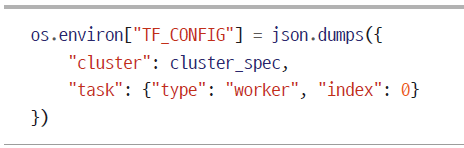 os.environ["TF_CONFIG"] = json.dumps({
    "cluster": cluster_spec,
    "task": {"type": "worker", "index": 0}
})